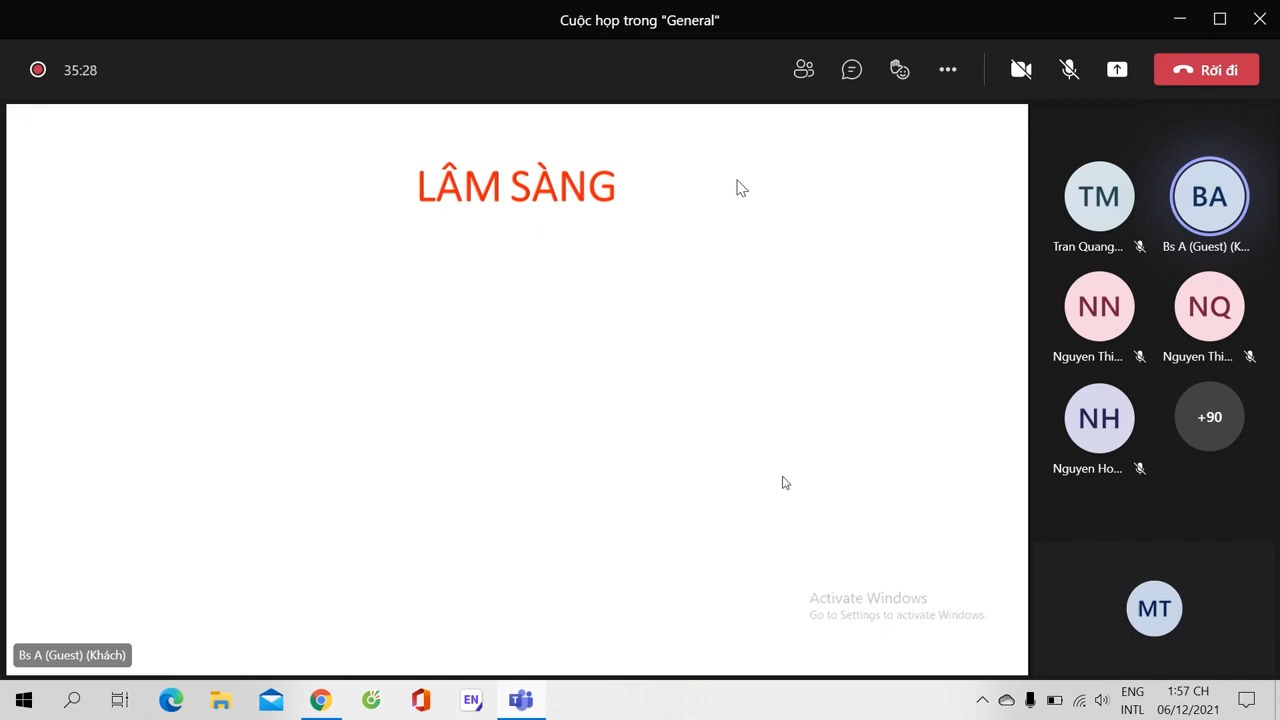 Cuộc họp trong "General"
35:28
Rời đi
LÂM SÀNG
TM
BA
Tran Quang...
Bs A (Guest) (K...
NN
NQ
Nguyen Thi...
Nguyen Thi...
NH
+90
Nguyen Ho...
Activate Windows
Go to Settings to activate Windows.
MT
Bs A (Guest) (Khách)
EN
T
ENG
INTL
1:57 CH
06/12/2021